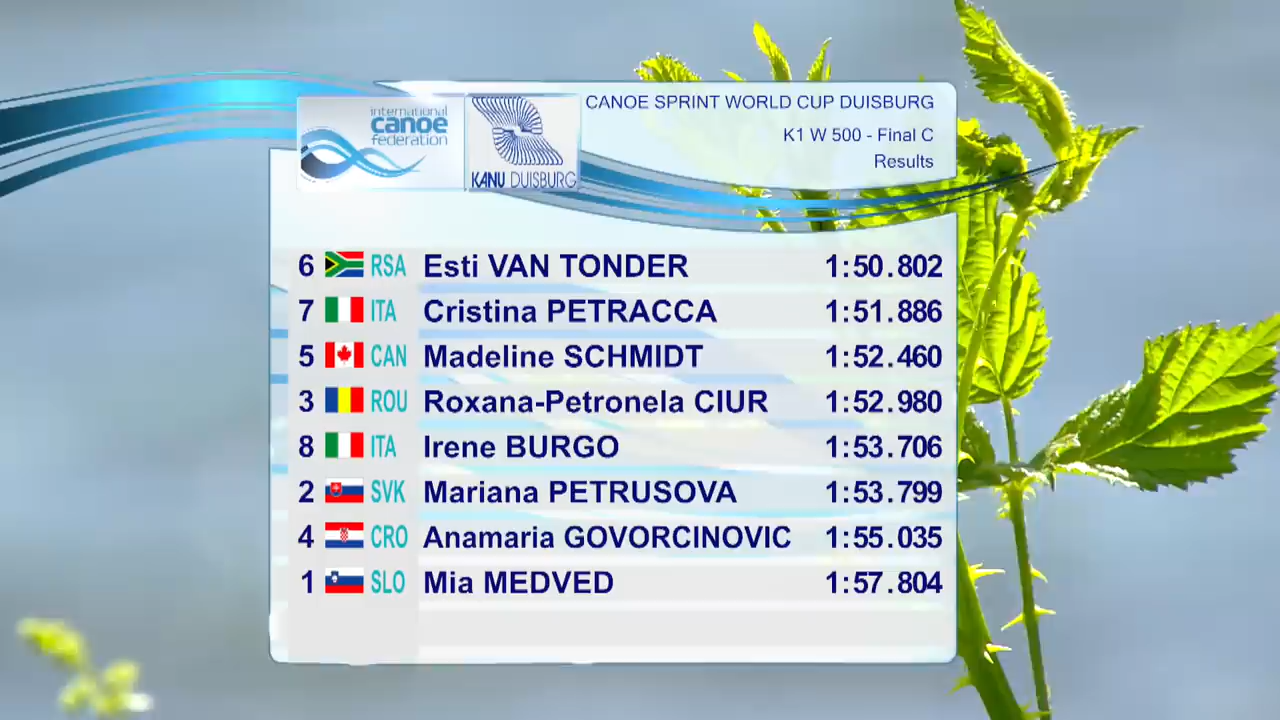 international
canoe
federation
KANU DUISBURG
CANOE SPRINT WORLD CUP DUISBURG
K1 W 500 - Final C
Results
6 RSA Esti VAN TONDER 1:50.802
7 ITA Cristina PETRACCA 1:51.886
5 CAN Madeline SCHMIDT 1:52.460
3 ROU Roxana-Petronela CIUR 1:52.980
8 ITA Irene BURGO 1:53.706
2 SVK Mariana PETRUSOVA 1:53.799
4 CRO Anamaria GOVORCINOVIC 1:55.035
1 SLO Mia MEDVED 1:57.804